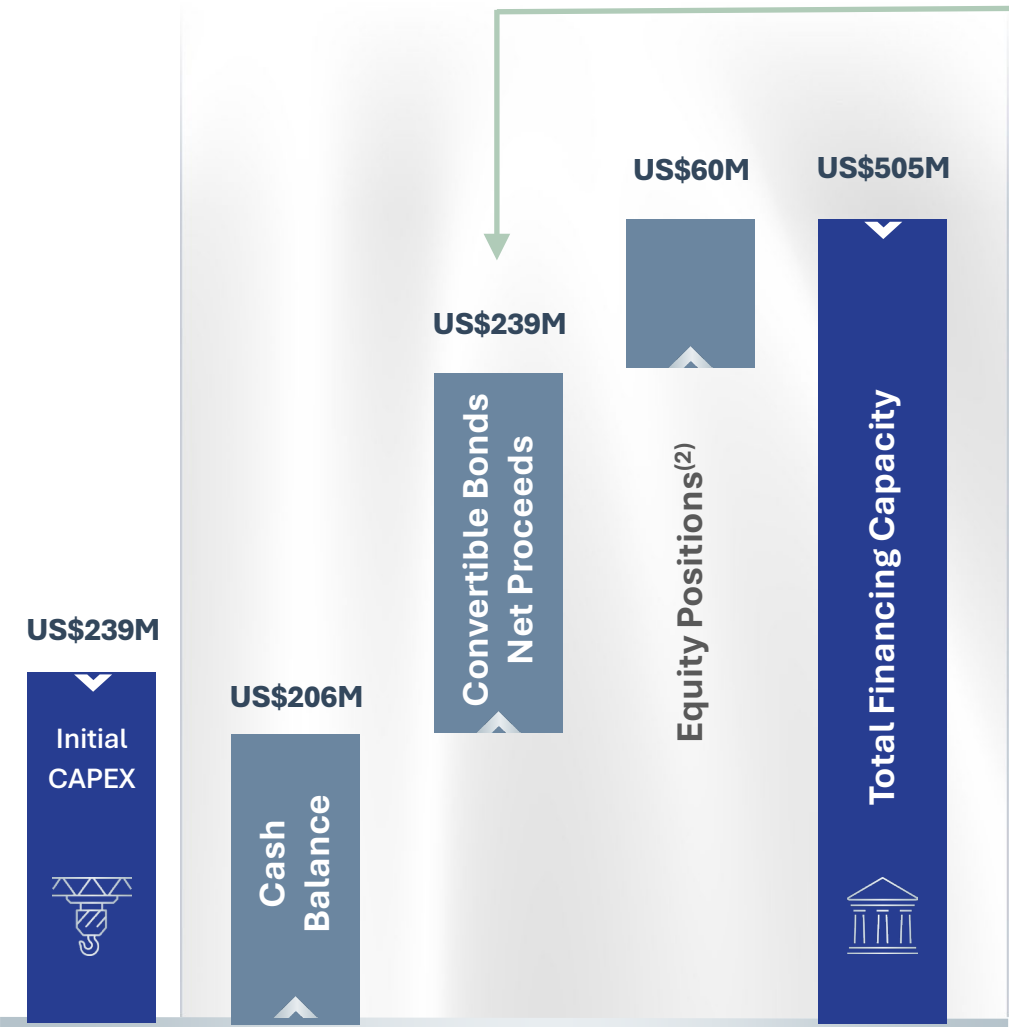 US$239M
Initial
CAPEX
US$206M
Cash
Balance
US$239M
Convertible Bonds
Net Proceeds
US$60M
Equity Positions(2)
US$505M
Total Financing Capacity